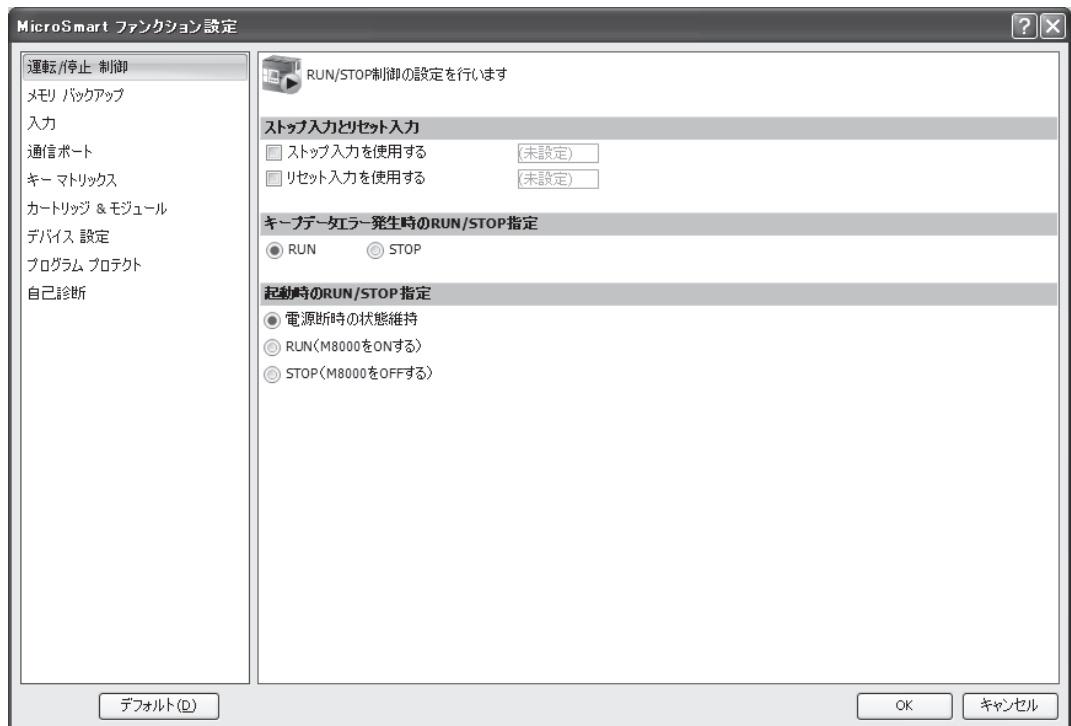 MicroSmart ファンクション設定
運転/停止 制御
メモリ バックアップ
入力
通信ポート
キー マトリックス
カートリッジ & モジュール
デバイス 設定
プログラム プロテクト
自己診断
RUN/STOP制御の設定を行います
ストップ入力とリセット入力
ストップ入力を使用する (未設定)
リセット入力を使用する (未設定)
キープデータエラー発生時のRUN/STOP指定
RUN STOP
起動時のRUN/STOP指定
電源断時の状態維持
RUN(M8000をONする)
STOP(M8000をOFFする)
デフォルト(D) OK キャンセル